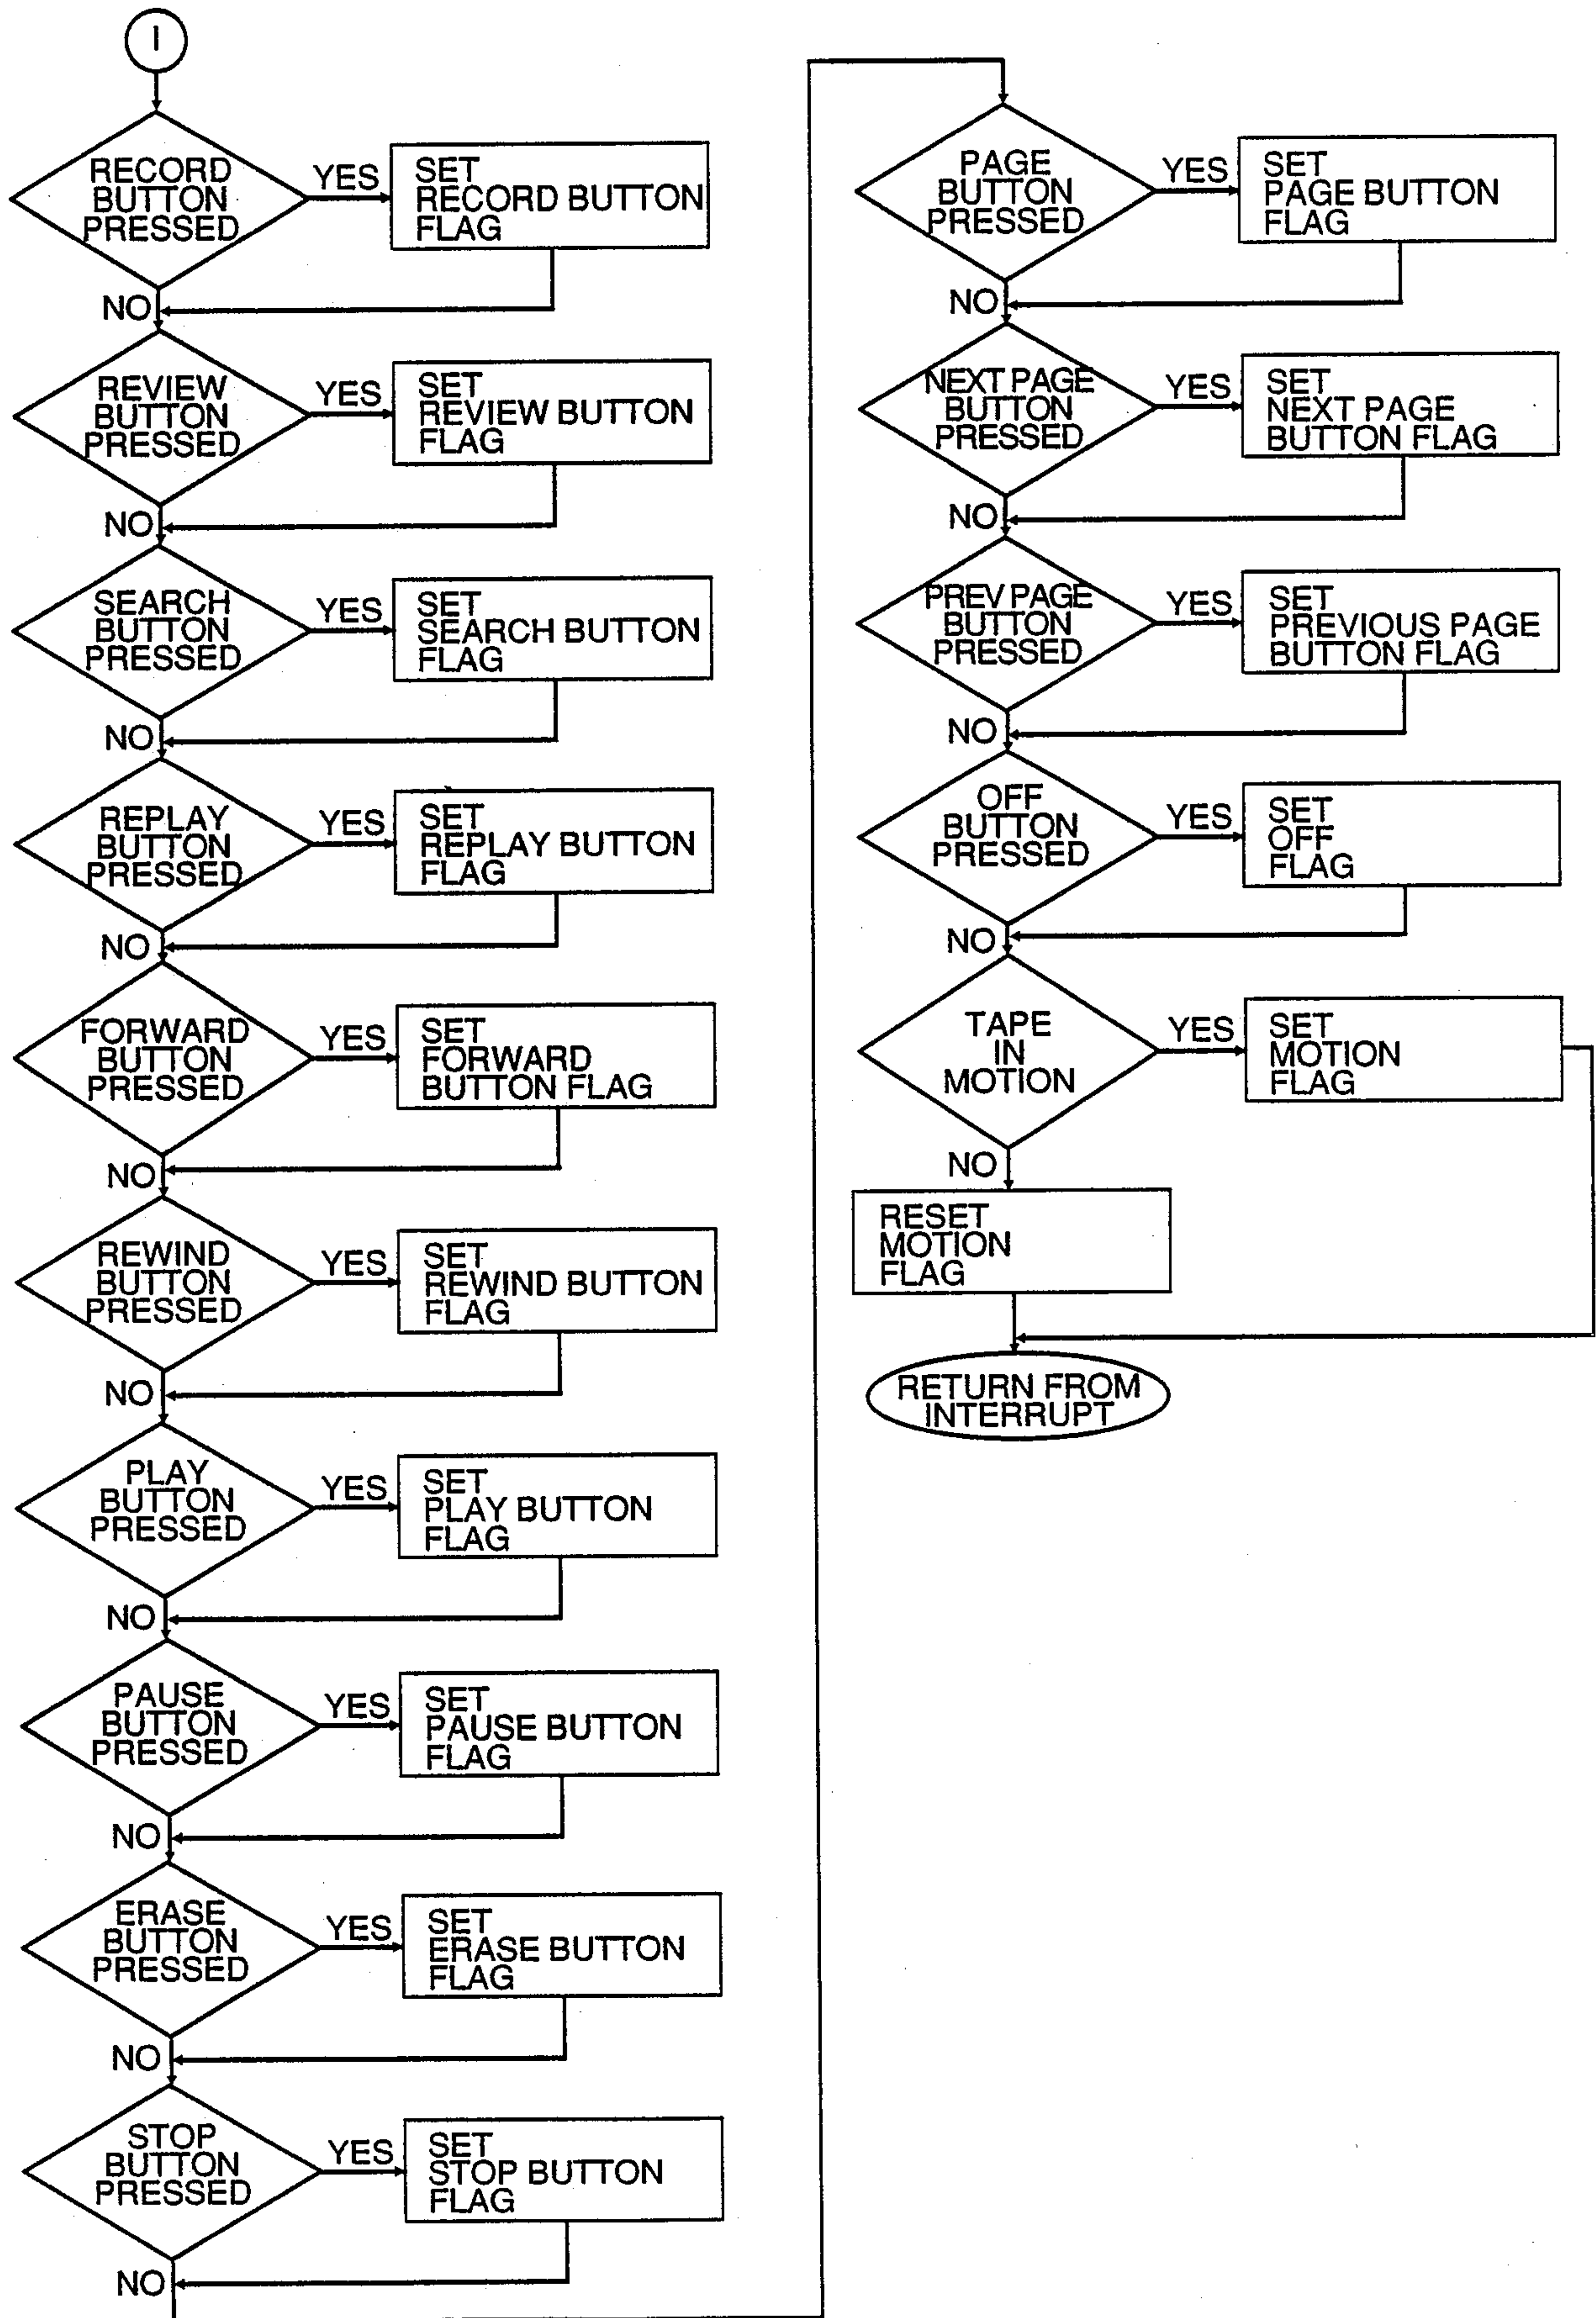 I
RECORD
BUTTON
PRESSED
YES
SET
RECORD BUTTON
FLAG
NO
REVIEW
BUTTON
PRESSED
YES
SET
REVIEW BUTTON
FLAG
NO
SEARCH
BUTTON
PRESSED
YES
SET
SEARCH BUTTON
FLAG
NO
REPLAY
BUTTON
PRESSED
YES
SET
REPLAY BUTTON
FLAG
NO
FORWARD
BUTTON
PRESSED
YES
SET
FORWARD
BUTTON FLAG
NO
REWIND
BUTTON
PRESSED
YES
SET
REWIND BUTTON
FLAG
NO
PLAY
BUTTON
PRESSED
YES
SET
PLAY BUTTON
FLAG
NO
PAUSE
BUTTON
PRESSED
YES
SET
PAUSE BUTTON
FLAG
NO
ERASE
BUTTON
PRESSED
YES
SET
ERASE BUTTON
FLAG
NO
STOP
BUTTON
PRESSED
YES
SET
STOP BUTTON
FLAG
NO
PAGE
BUTTON
PRESSED
YES
SET
PAGE BUTTON
FLAG
NO
NEXT PAGE
BUTTON
PRESSED
YES
SET
NEXT PAGE
BUTTON FLAG
NO
PREV PAGE
BUTTON
PRESSED
YES
SET
PREVIOUS PAGE
BUTTON FLAG
NO
OFF
BUTTON
PRESSED
YES
SET
OFF
FLAG
NO
TAPE
IN
MOTION
YES
SET
MOTION
FLAG
NO
RESET
MOTION
FLAG
RETURN FROM
INTERRUPT